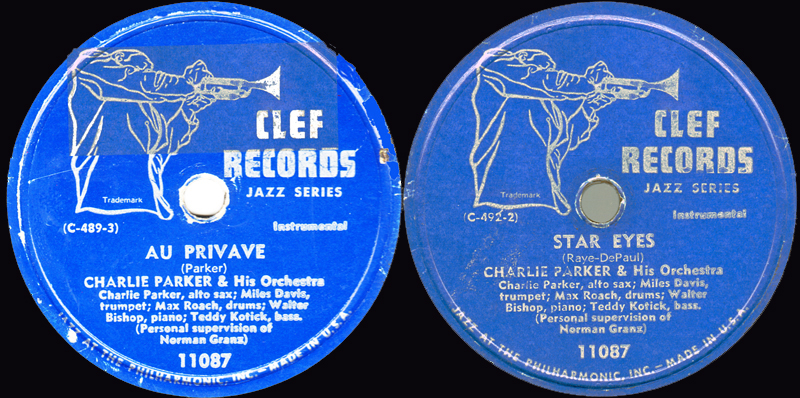 CLEF
RECORDS
JAZZ SERIES
Trademark
(C-489-3)
Instrumental
AU PRIVAVE
(Parker)
CHARLIE PARKER & His Orchestra
Charlie Parker, alto sax; Miles Davis,
trumpet; Max Roach, drums; Walter
Bishop, piano; Teddy Kotick, bass.
(Personal supervision of
Norman Granz)
11087
JAZZ AT THE PHILHARMONIC, INC. — MADE IN U.S.A.
CLEF
RECORDS
JAZZ SERIES
Trademark
(C-492-2)
Instrumental
STAR EYES
(Raye-DePaul)
CHARLIE PARKER & His Orchestra
Charlie Parker, alto sax; Miles Davis,
trumpet; Max Roach, drums; Walter
Bishop, piano; Teddy Kotick, bass.
(Personal supervision of
Norman Granz)
11087
JAZZ AT THE PHILHARMONIC, INC. — MADE IN U.S.A.